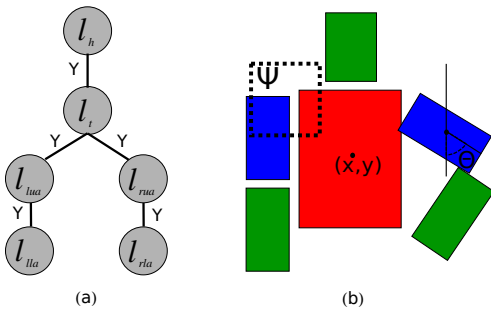 l_h
Y
l_t
Y Y
l_lua l_rua
Y Y
l_lla l_rla
(a)
Ψ
(x,y)
Θ
(b)